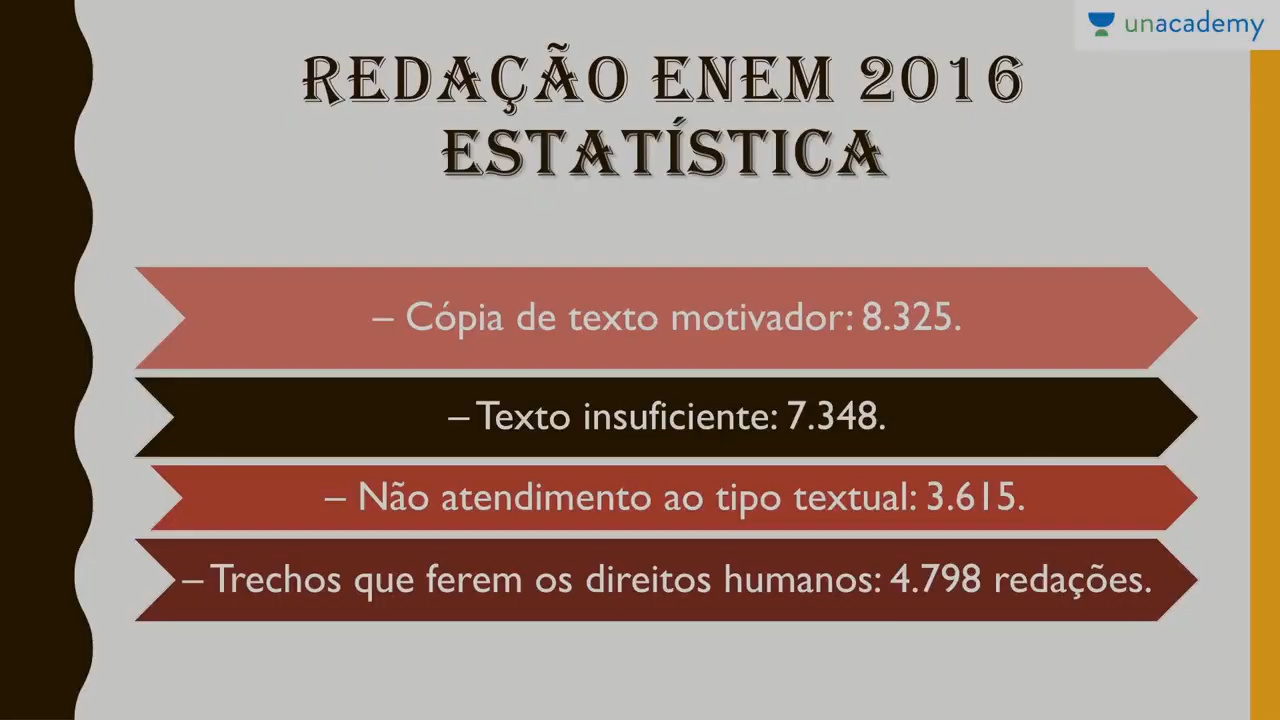 unacademy
REDAÇÃO ENEM 2016
ESTATÍSTICA
– Cópia de texto motivador: 8.325.
– Texto insuficiente: 7.348.
– Não atendimento ao tipo textual: 3.615.
– Trechos que ferem os direitos humanos: 4.798 redações.